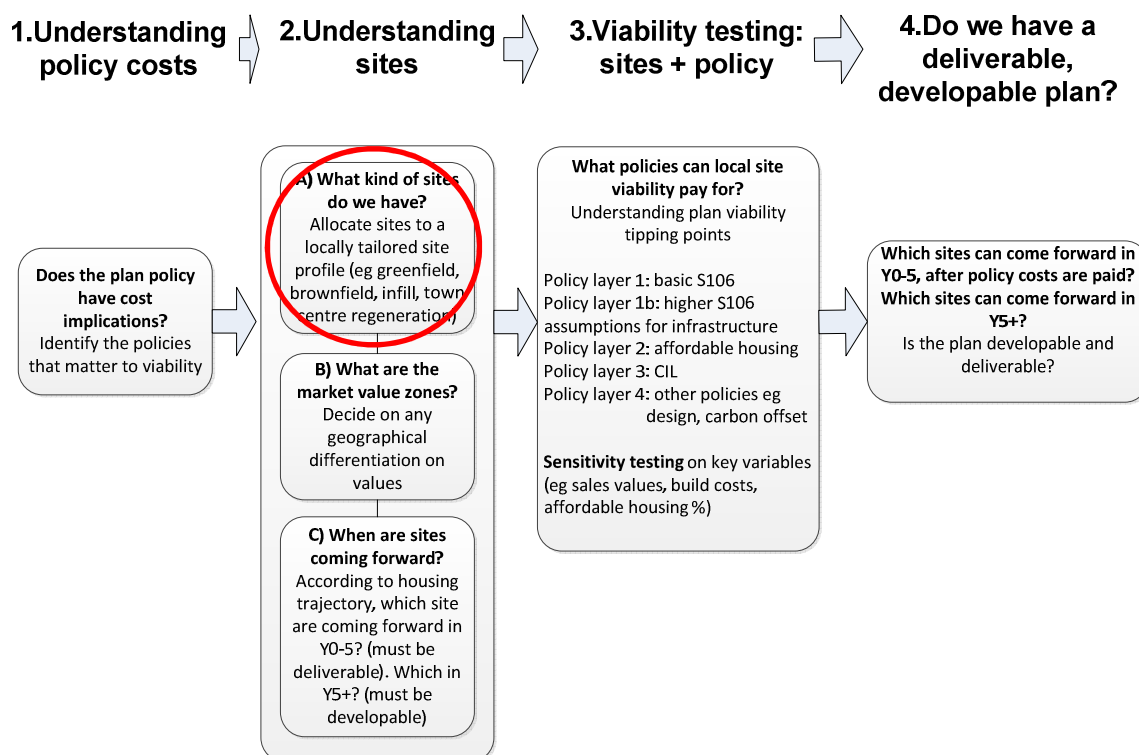 1.Understanding
policy costs
2.Understanding
sites
3.Viability testing:
sites + policy
4.Do we have a
deliverable,
developable plan?
Does the plan policy
have cost
implications?
Identify the policies
that matter to viability
A) What kind of sites
do we have?
Allocate sites to a
locally tailored site
profile (eg greenfield,
brownfield, infill, town
centre regeneration)
B) What are the
market value zones?
Decide on any
geographical
differentiation on
values
C) When are sites
coming forward?
According to housing
trajectory, which site
are coming forward in
Y0-5? (must be
deliverable). Which in
Y5+? (must be
developable)
What policies can local site
viability pay for?
Understanding plan viability
tipping points
Policy layer 1: basic S106
Policy layer 1b: higher S106
assumptions for infrastructure
Policy layer 2: affordable housing
Policy layer 3: CIL
Policy layer 4: other policies eg
design, carbon offset
Sensitivity testing on key variables
(eg sales values, build costs,
affordable housing %)
Which sites can come forward in
Y0-5, after policy costs are paid?
Which sites can come forward in
Y5+?
Is the plan developable and
deliverable?